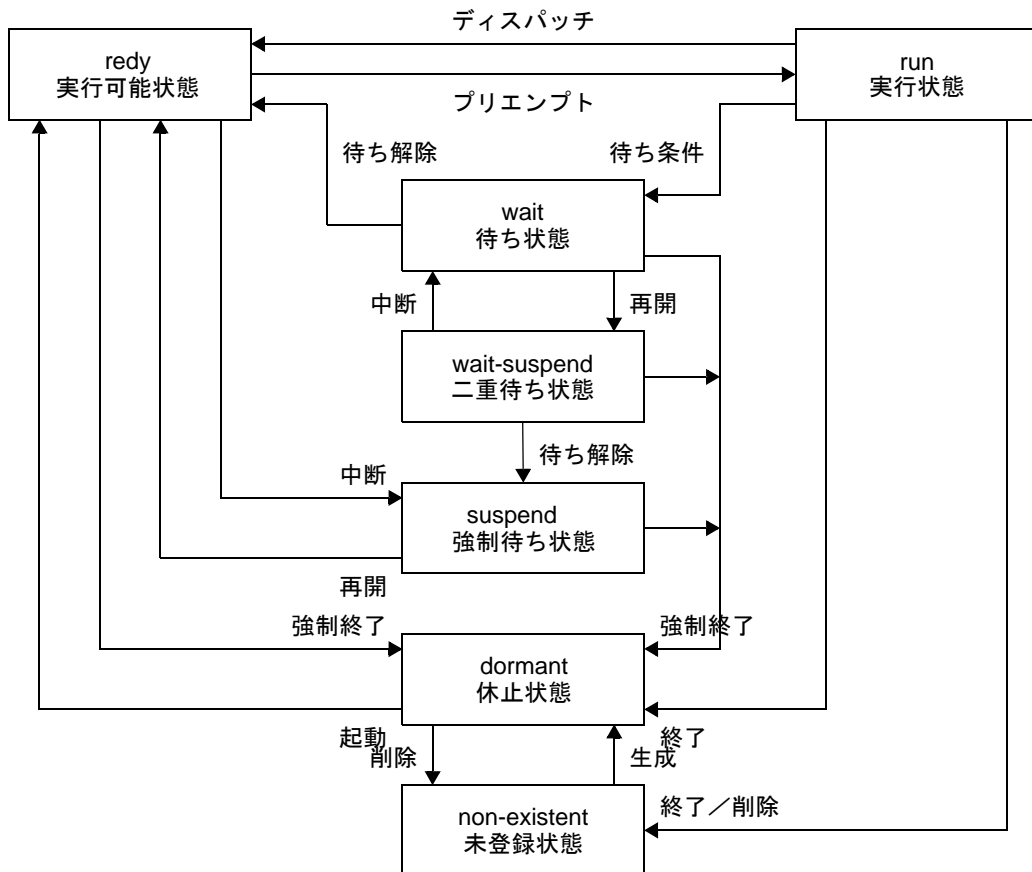 ディスパッチ
redy
実行可能状態
run
実行状態
プリエンプト
待ち解除
待ち条件
wait
待ち状態
中断
再開
wait-suspend
二重待ち状態
待ち解除
中断
suspend
強制待ち状態
再開
強制終了
強制終了
dormant
休止状態
起動
終了
削除
生成
non-existent
未登録状態
終了／削除